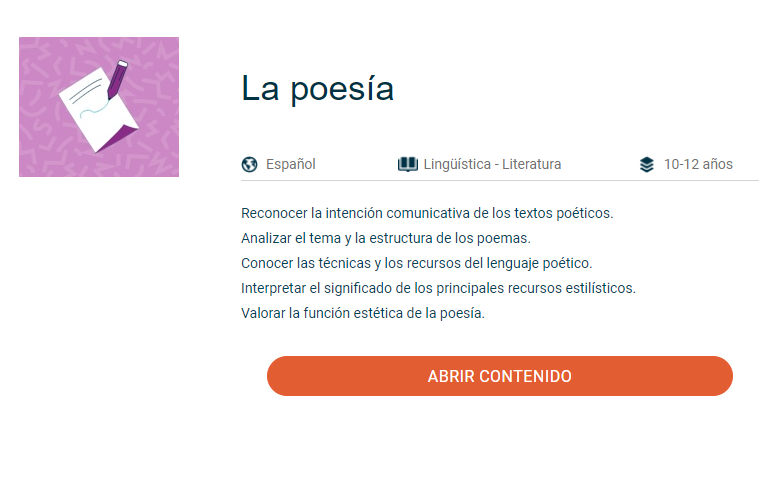 La poesía
Español
Lingüística - Literatura
10-12 años
Reconocer la intención comunicativa de los textos poéticos.
Analizar el tema y la estructura de los poemas.
Conocer las técnicas y los recursos del lenguaje poético.
Interpretar el significado de los principales recursos estilísticos.
Valorar la función estética de la poesía.
ABRIR CONTENIDO